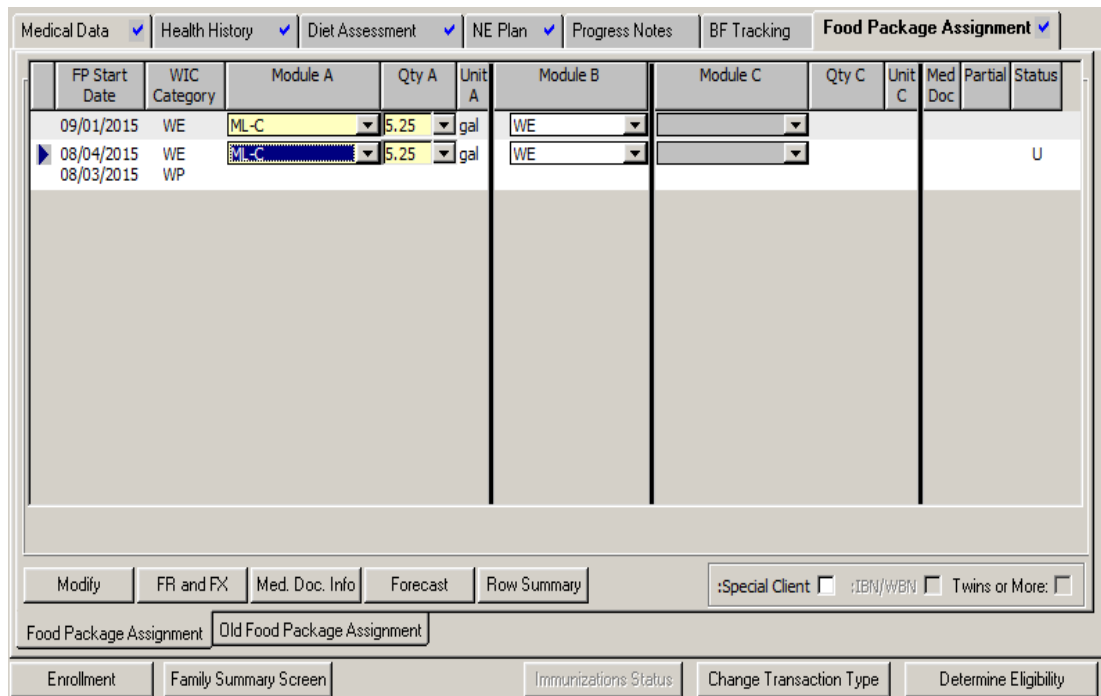 Medical Data Health History Diet Assessment NE Plan Progress Notes BF Tracking Food Package Assignment
FP Start Date WIC Category Module A Qty A Unit A Module B Module C Qty C Unit C Med Doc Partial Status
09/01/2015 WE ML-C 5.25 gal WE
08/04/2015 WE ML-C 5.25 gal WE U
08/03/2015 WP
Modify FR and FX Med. Doc. Info Forecast Row Summary :Special Client :IBN/WBN Twins or More:
Food Package Assignment Old Food Package Assignment
Enrollment Family Summary Screen Immunizations Status Change Transaction Type Determine Eligibility